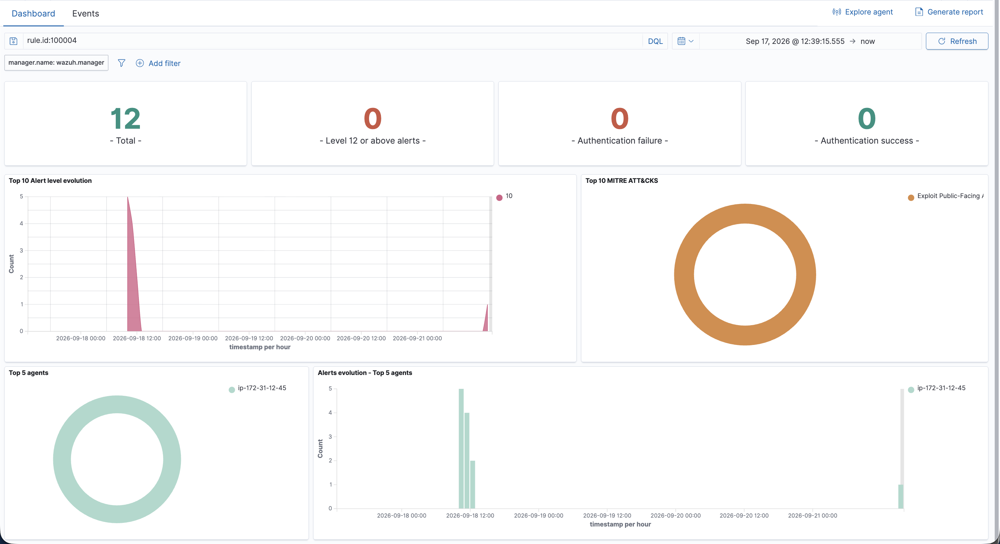 Dashboard Events Explore agent Generate report
rule.id:100004 DQL Sep 17, 2026 @ 12:39:15.555 → now Refresh
manager.name: wazuh.manager Add filter
12
- Total -
0
- Level 12 or above alerts -
0
- Authentication failure -
0
- Authentication success -
Top 10 Alert level evolution
5
4
3
2
1
0
Count
2026-09-18 00:00 2026-09-18 12:00 2026-09-19 00:00 2026-09-19 12:00 2026-09-20 00:00 2026-09-20 12:00 2026-09-21 00:00
timestamp per hour
10
Top 10 MITRE ATT&CKS
Exploit Public-Facing
Top 5 agents
ip-172-31-12-45
Alerts evolution - Top 5 agents
5
4
3
2
1
0
Count
2026-09-18 00:00 2026-09-18 12:00 2026-09-19 00:00 2026-09-19 12:00 2026-09-20 00:00 2026-09-20 12:00 2026-09-21 00:00
timestamp per hour
ip-172-31-12-45